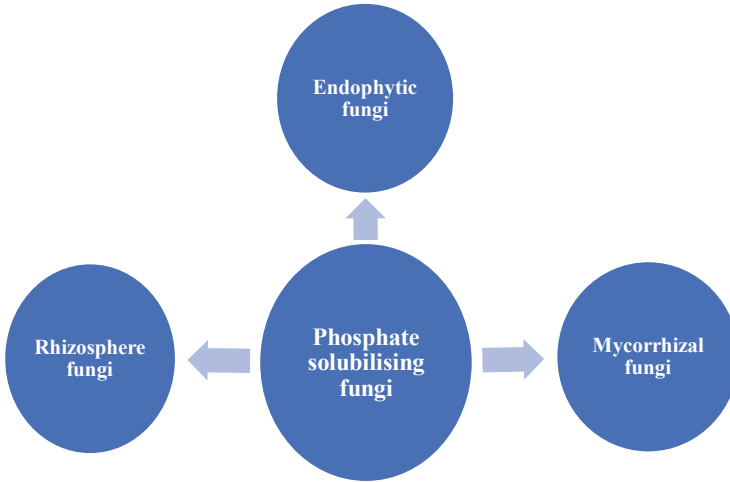 Endophytic
fungi
Rhizosphere
fungi
Phosphate
solubilising
fungi
Mycorrhizal
fungi